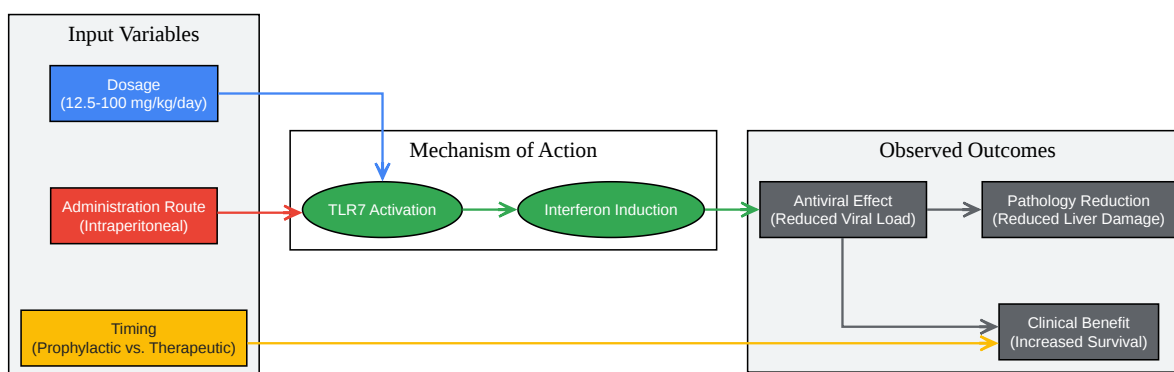 Input Variables
Dosage
(12.5-100 mg/kg/day)
Administration Route
(Intraperitoneal)
Timing
(Prophylactic vs. Therapeutic)
Mechanism of Action
TLR7 Activation
Interferon Induction
Observed Outcomes
Antiviral Effect
(Reduced Viral Load)
Pathology Reduction
(Reduced Liver Damage)
Clinical Benefit
(Increased Survival)